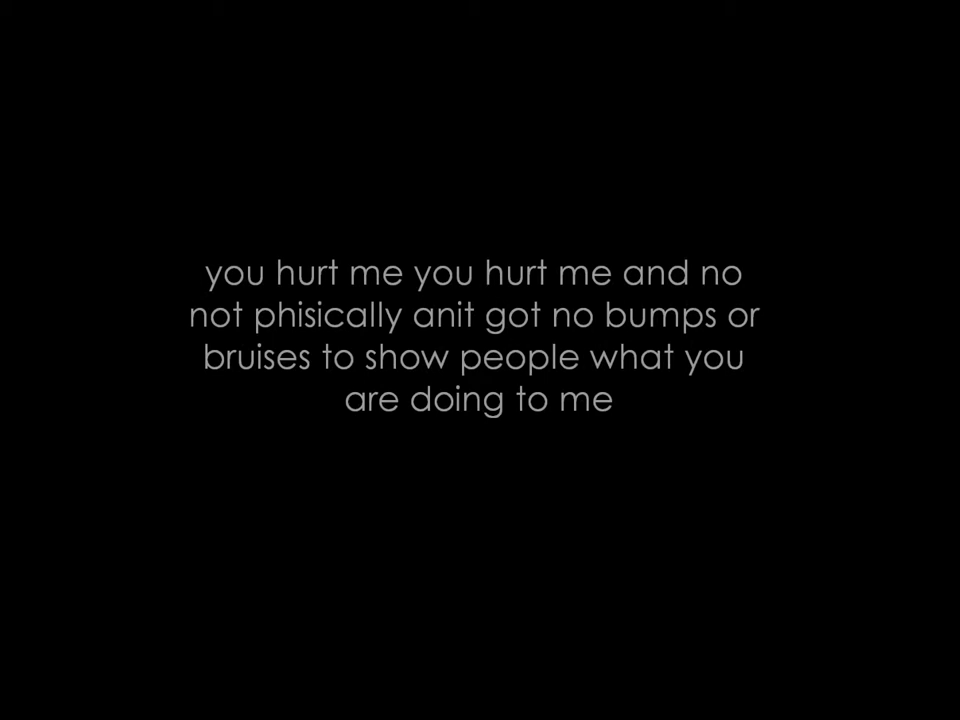 you hurt me you hurt me and no
not phisically anit got no bumps or
bruises to show people what you
are doing to me